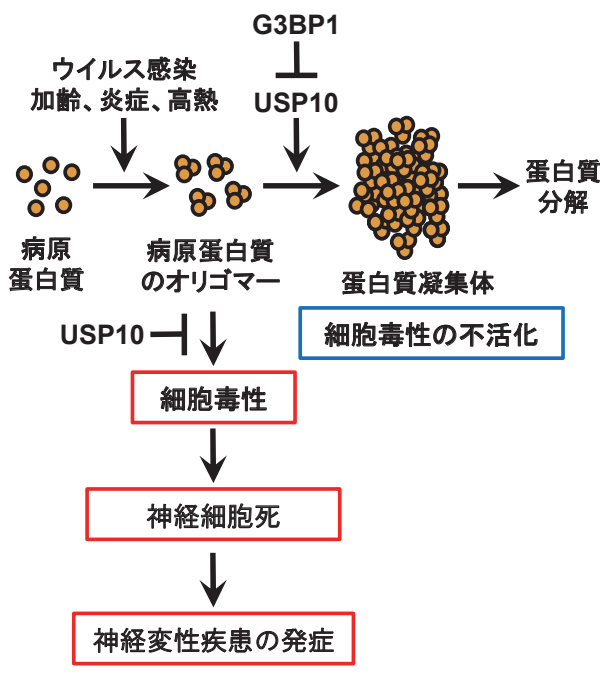 G3BP1
ウイルス感染
加齢、炎症、高熱
USP10
蛋白質
分解
病原
蛋白質
病原蛋白質
のオリゴマー
蛋白質凝集体
USP10
細胞毒性の不活化
細胞毒性
神経細胞死
神経変性疾患の発症